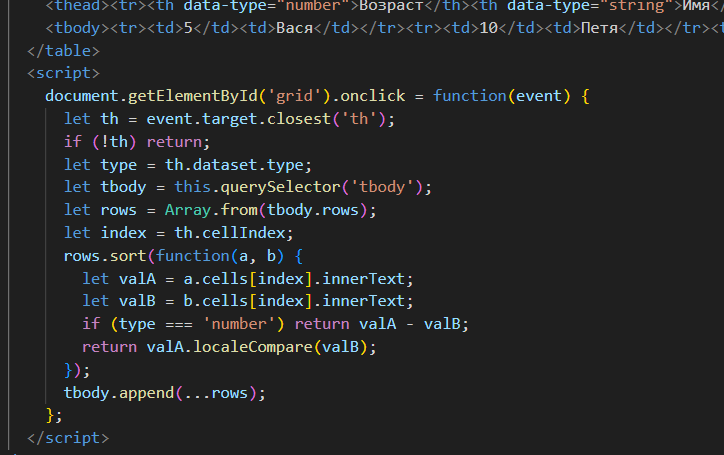 <thead><tr><th data-type="number">Возраст</th><th data-type="string">Имя</
<tbody><tr><td>5</td><td>Вася</td></tr><tr><td>10</td><td>Петя</td></tr><t
</table>
<script>
document.getElementById('grid').onclick = function(event) {
let th = event.target.closest('th');
if (!th) return;
let type = th.dataset.type;
let tbody = this.querySelector('tbody');
let rows = Array.from(tbody.rows);
let index = th.cellIndex;
rows.sort(function(a, b) {
let valA = a.cells[index].innerText;
let valB = b.cells[index].innerText;
if (type === 'number') return valA - valB;
return valA.localeCompare(valB);
});
tbody.append(...rows);
};
</script>